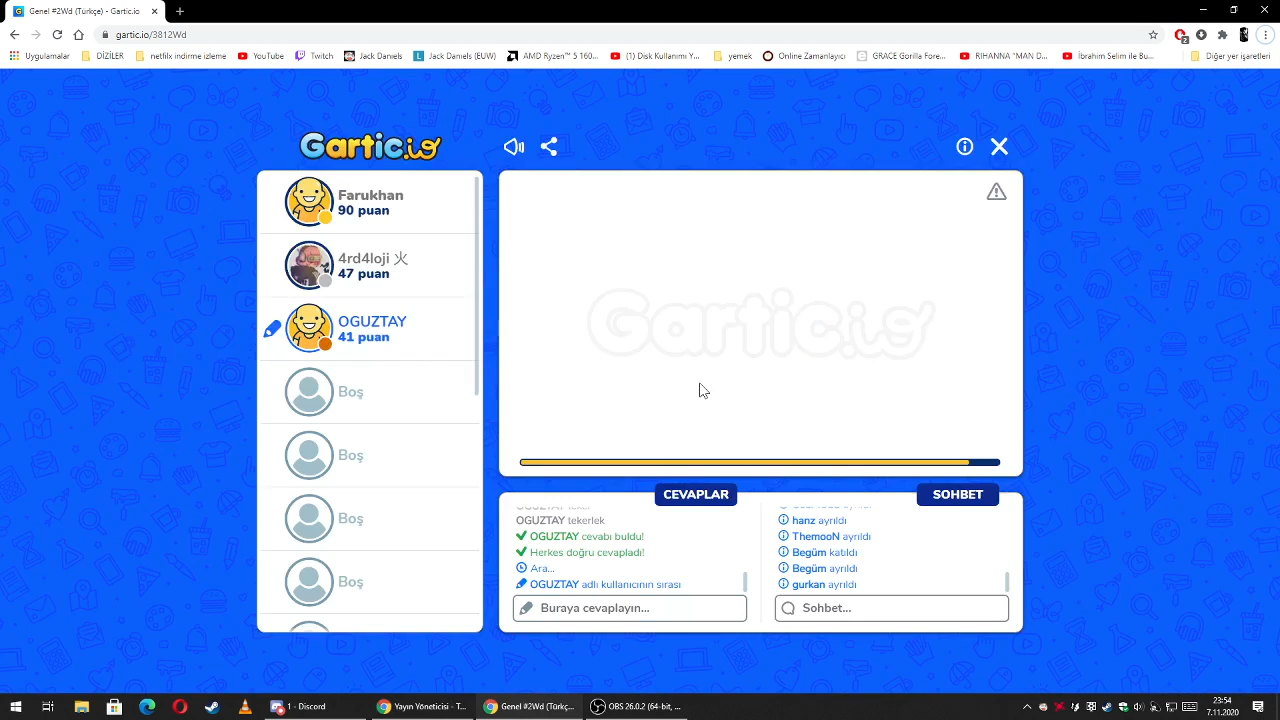 Genel #2Wd (Türkçe) - Gartic.io
gartic.io/3812Wd
Uygulamalar
DİZİLER
netfilx indirme izleme
YouTube
Twitch
Jack Daniels
Jack Daniels (EUW)
AMD Ryzen™ 5 160...
(1) Disk Kullanımı Y...
yemek
Online Zamanlayıcı
GRACE Gorilla Fore...
RIHANNA "MAN D...
İbrahim Selim ile Bu...
Diğer yer işaretleri
Gartic.io
Farukhan
90 puan
4rd4loji 火
47 puan
OGUZTAY
41 puan
Boş
Boş
Boş
Boş
Gartic.io
CEVAPLAR
OGUZTAY teker
OGUZTAY tekerlek
OGUZTAY cevabı buldu!
Herkes doğru cevapladı!
Ara...
OGUZTAY adlı kullanıcının sırası
Buraya cevaplayın...
SOHBET
hanz ayrıldı
ThemooN ayrıldı
Begüm katıldı
Begüm ayrıldı
gurkan ayrıldı
Sohbet...
1 - Discord
Yayın Yöneticisi - T...
Genel #2Wd (Türkç...
OBS 26.0.2 (64-bit, ...
23:54
7.11.2020